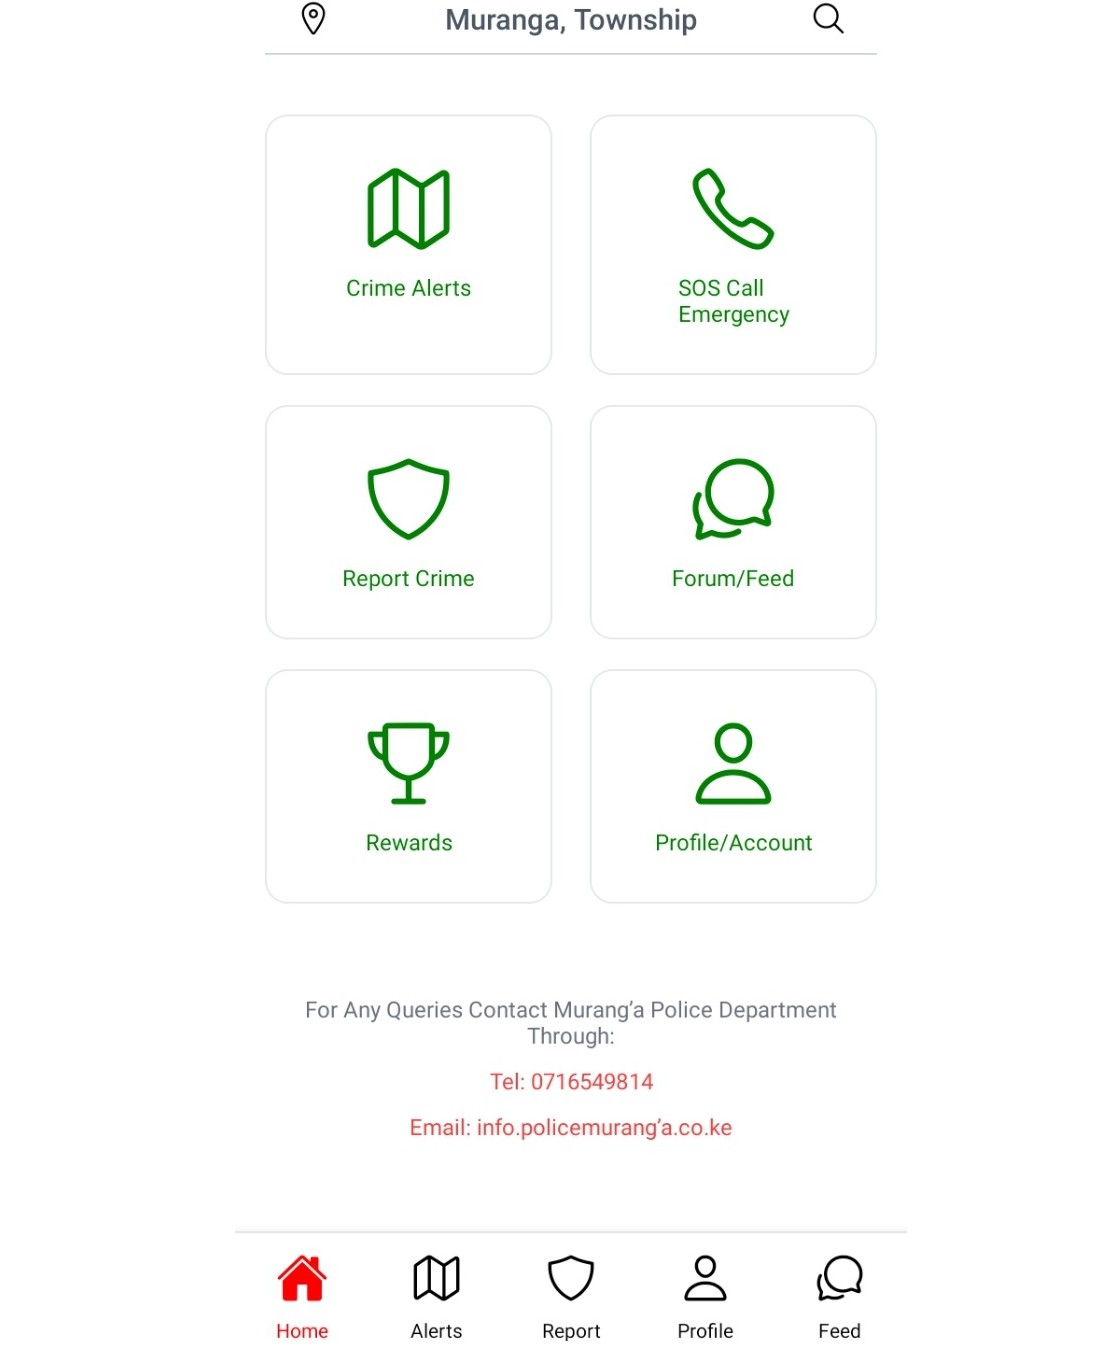 Muranga, Township
Crime Alerts
SOS Call
Emergency
Report Crime
Forum/Feed
Rewards
Profile/Account
For Any Queries Contact Murang’a Police Department
Through:
Tel: 0716549814
Email: info.policemurang’a.co.ke
Home
Alerts
Report
Profile
Feed